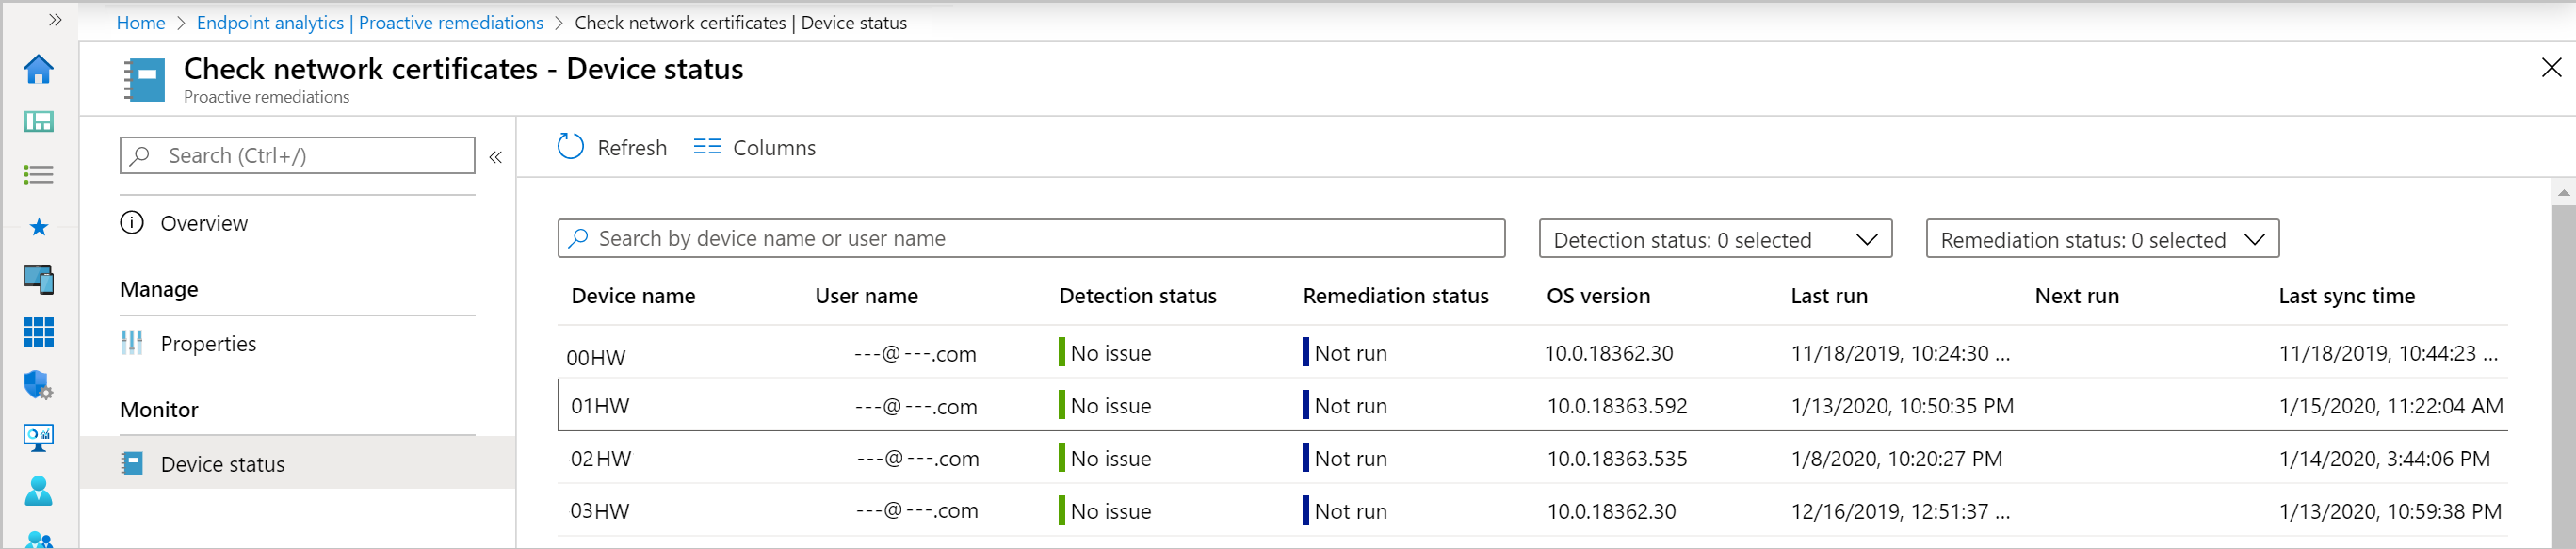 Home > Endpoint analytics | Proactive remediations > Check network certificates | Device status
Check network certificates - Device status
Proactive remediations
Search (Ctrl+/)
Overview
Manage
Properties
Monitor
Device status
Refresh Columns
Search by device name or user name Detection status: 0 selected Remediation status: 0 selected
Device name User name Detection status Remediation status OS version Last run Next run Last sync time
00HW ---@---.com No issue Not run 10.0.18362.30 11/18/2019, 10:24:30 ... 11/18/2019, 10:44:23 ...
01HW ---@---.com No issue Not run 10.0.18363.592 1/13/2020, 10:50:35 PM 1/15/2020, 11:22:04 AM
02HW ---@---.com No issue Not run 10.0.18363.535 1/8/2020, 10:20:27 PM 1/14/2020, 3:44:06 PM
03HW ---@---.com No issue Not run 10.0.18362.30 12/16/2019, 12:51:37 ... 1/13/2020, 10:59:38 PM